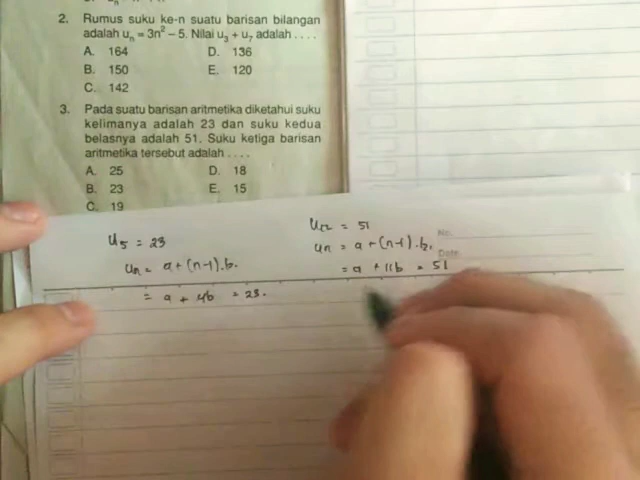 2. Rumus suku ke-n suatu barisan bilangan
adalah uₙ = 3n² – 5. Nilai u₃ + u₇ adalah . . . .
A. 164 D. 136
B. 150 E. 120
C. 142
3. Pada suatu barisan aritmetika diketahui suku
kelimanya adalah 23 dan suku kedua
belasnya adalah 51. Suku ketiga barisan
aritmetika tersebut adalah . . . .
A. 25 D. 18
B. 23 E. 15
C. 19
No.
Date
U₅ = 23
Uₙ = a + (n-1).b.
= a + 4b = 23.
U₁₂ = 51
Uₙ = a + (n-1).b.
= a + 11b = 51